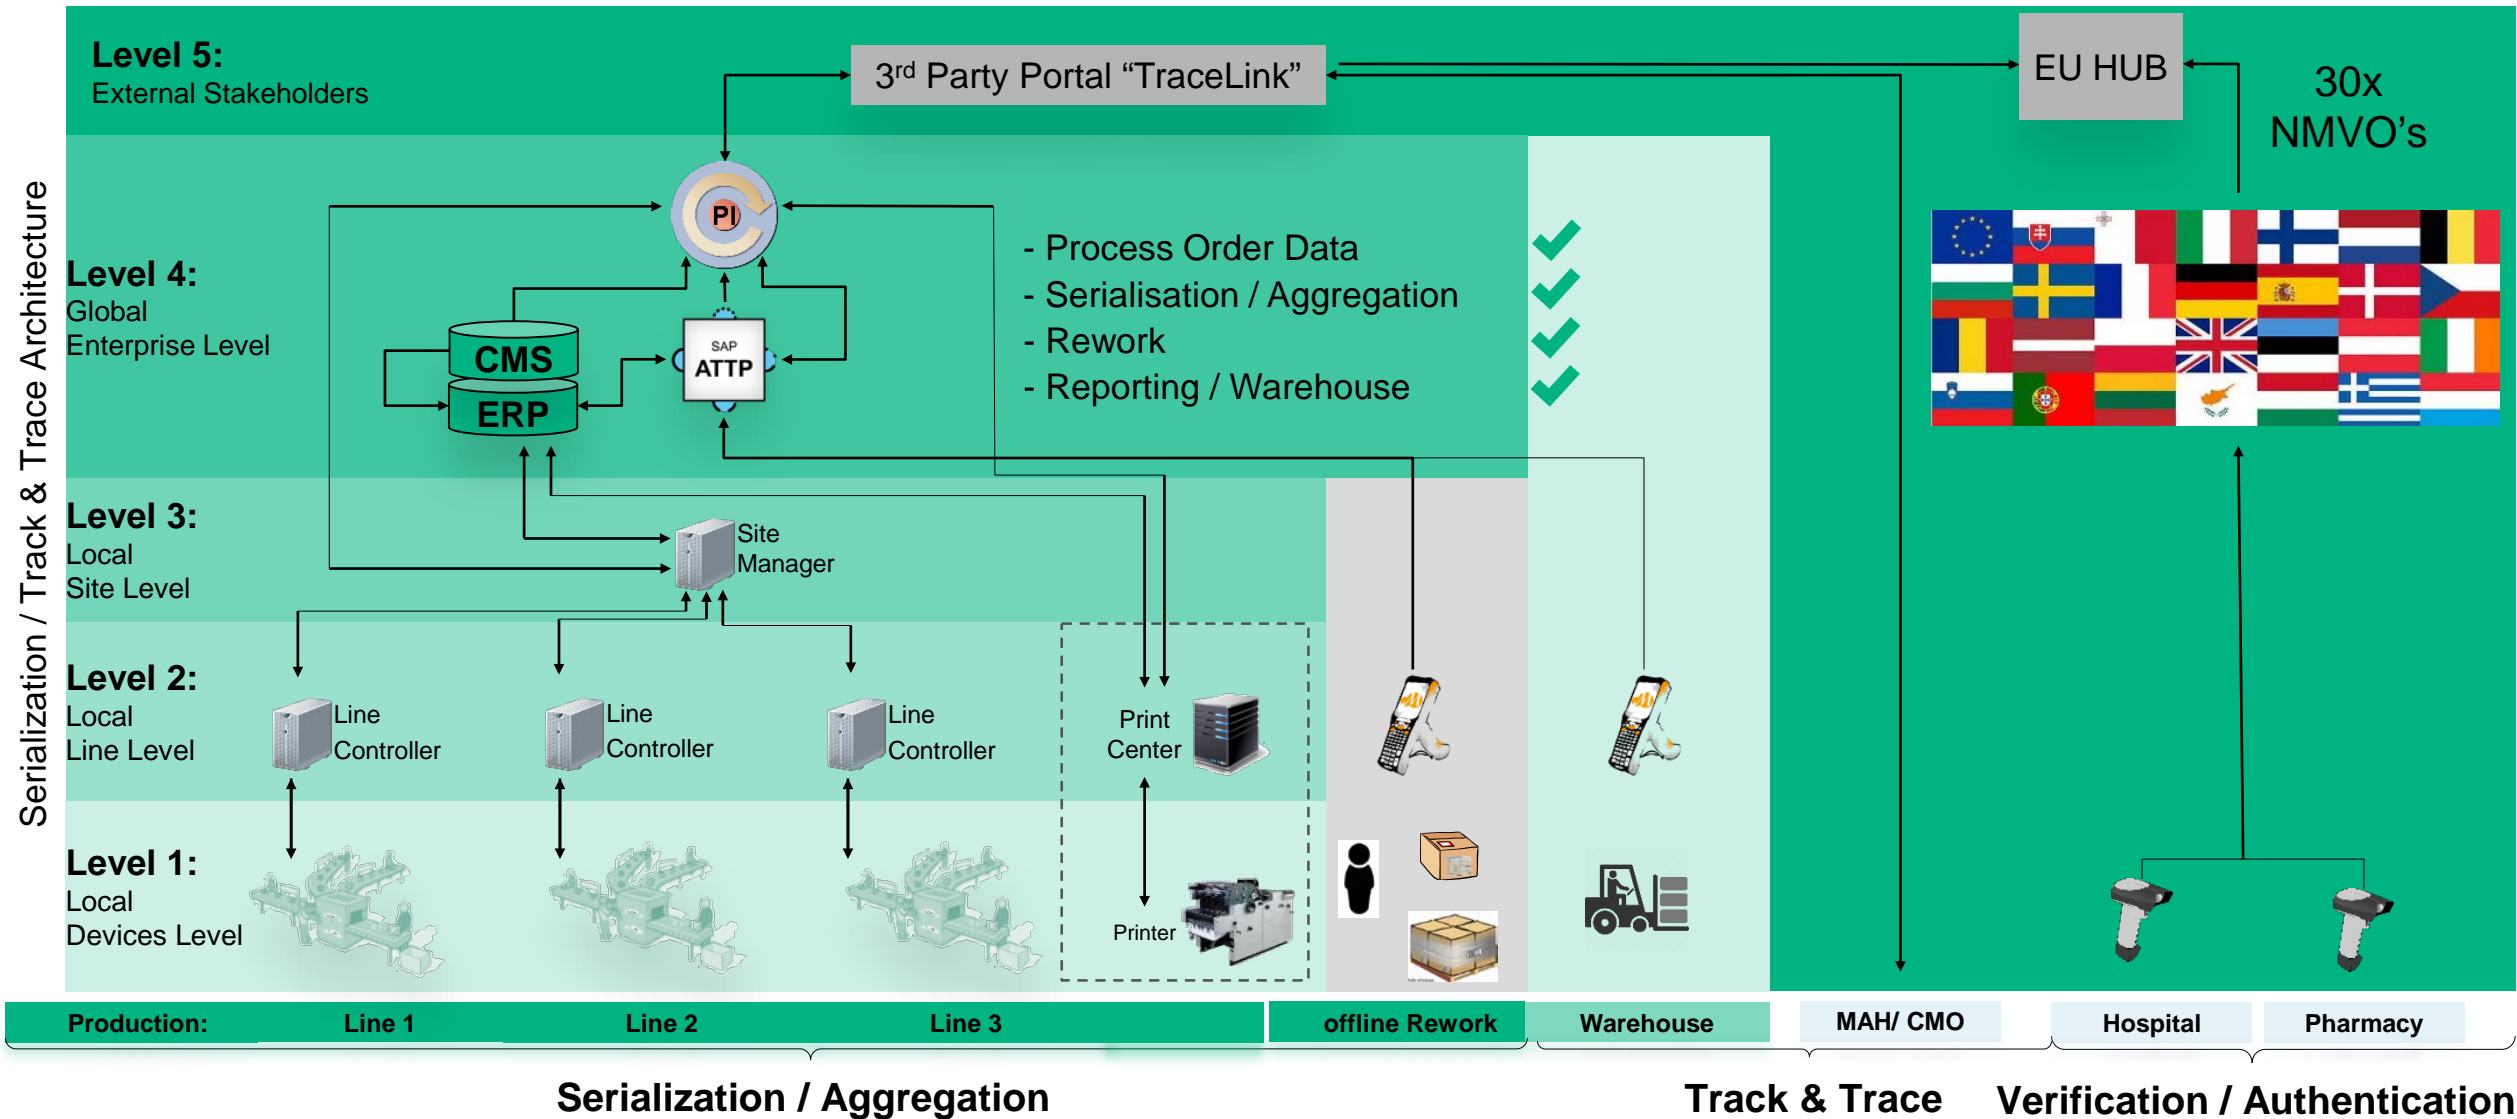 Serialization / Track & Trace Architecture
Level 5:
External Stakeholders
3rd Party Portal “TraceLink”
EU HUB
30x
NMVO’s
PI
Level 4:
Global
Enterprise Level
CMS
ERP
SAP
ATTP
- Process Order Data
- Serialisation / Aggregation
- Rework
- Reporting / Warehouse
Level 3:
Local
Site Level
Site
Manager
Level 2:
Local
Line Level
Line
Controller
Line
Controller
Line
Controller
Print
Center
Level 1:
Local
Devices Level
Printer
Production:
Line 1
Line 2
Line 3
offline Rework
Warehouse
MAH/ CMO
Hospital
Pharmacy
Serialization / Aggregation
Track & Trace
Verification / Authentication